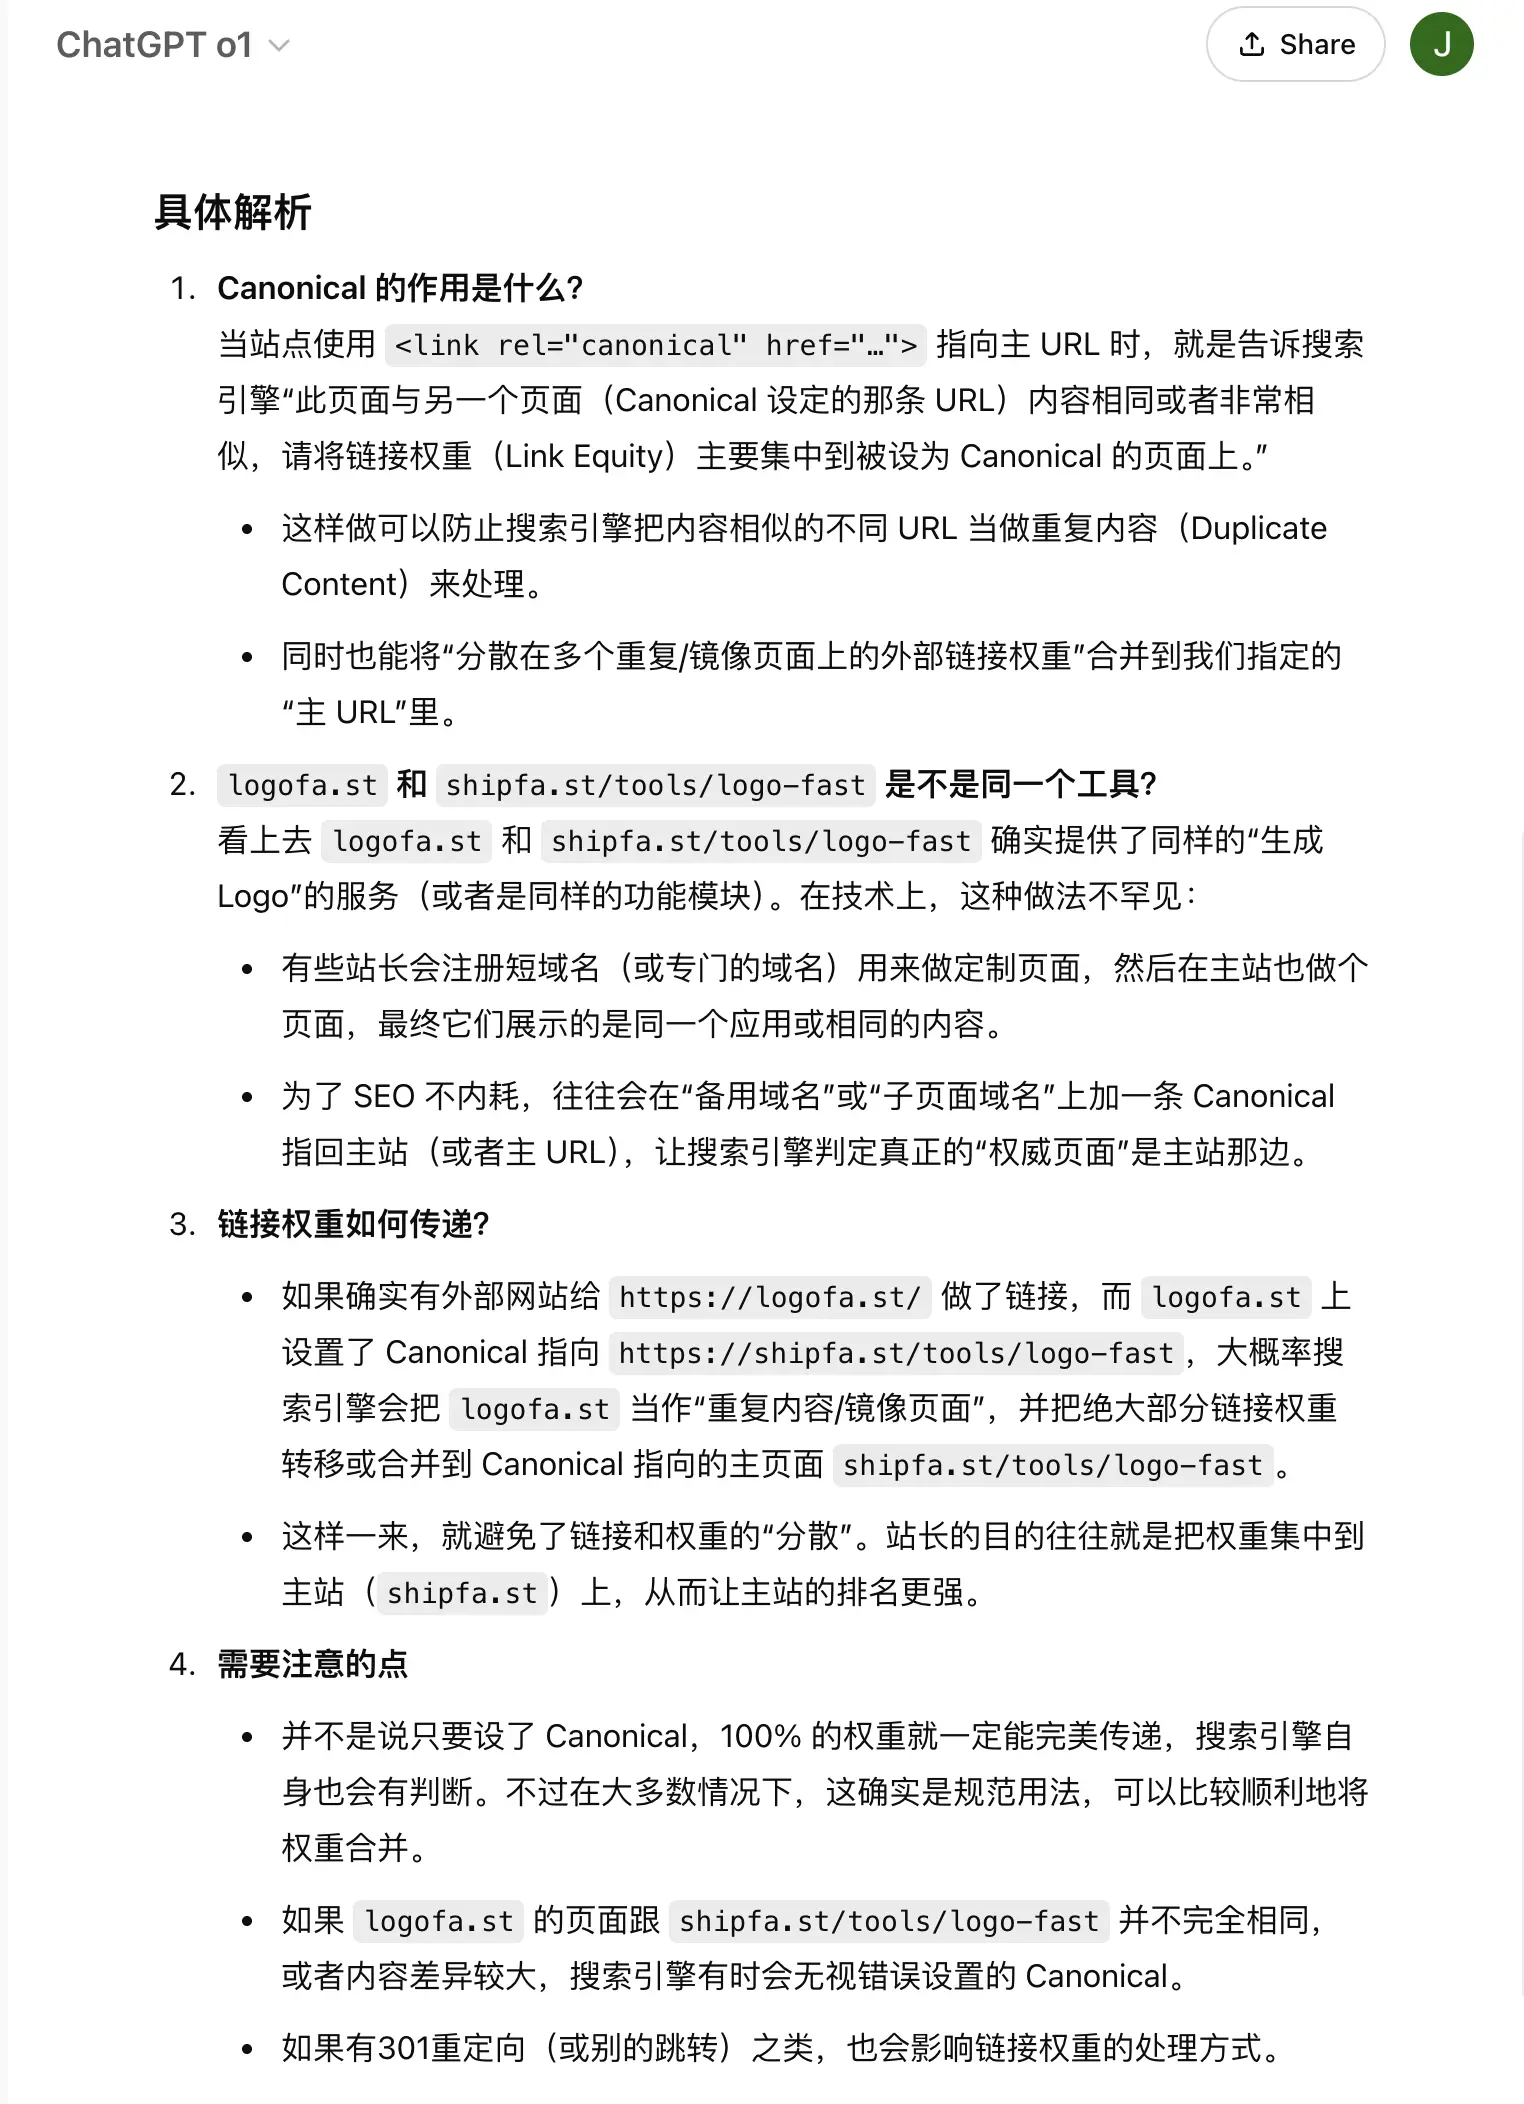 ChatGPT o1
Share
J
具体解析
1. Canonical 的作用是什么?
当站点使用 <link rel="canonical" href="…"> 指向主 URL 时，就是告诉搜索
引擎“此页面与另一个页面（Canonical 设定的那条 URL）内容相同或者非常相
似，请将链接权重（Link Equity）主要集中到被设为 Canonical 的页面上。”
• 这样做可以防止搜索引擎把内容相似的不同 URL 当做重复内容（Duplicate
Content）来处理。
• 同时也能将“分散在多个重复/镜像页面上的外部链接权重”合并到我们指定的
“主 URL”里。
2. logofa.st 和 shipfa.st/tools/logo-fast 是不是同一个工具?
看上去 logofa.st 和 shipfa.st/tools/logo-fast 确实提供了同样的“生成
Logo”的服务（或者是同样的功能模块）。在技术上，这种做法不罕见：
• 有些站长会注册短域名（或专门的域名）用来做定制页面，然后在主站也做个
页面，最终它们展示的是同一个应用或相同的内容。
• 为了 SEO 不内耗，往往会在“备用域名”或“子页面域名”上加一条 Canonical
指回主站（或者主 URL），让搜索引擎判定真正的“权威页面”是主站那边。
3. 链接权重如何传递?
• 如果确实有外部网站给 https://logofa.st/ 做了链接，而 logofa.st 上
设置了 Canonical 指向 https://shipfa.st/tools/logo-fast，大概率搜
索引擎会把 logofa.st 当作“重复内容/镜像页面”，并把绝大部分链接权重
转移或合并到 Canonical 指向的主页面 shipfa.st/tools/logo-fast。
• 这样一来，就避免了链接和权重的“分散”。站长的目的往往就是把权重集中到
主站（shipfa.st）上，从而让主站的排名更强。
4. 需要注意的点
• 并不是说只要设了 Canonical，100% 的权重就一定能完美传递，搜索引擎自
身也会有判断。不过在大多数情况下，这确实是规范用法，可以比较顺利地将
权重合并。
• 如果 logofa.st 的页面跟 shipfa.st/tools/logo-fast 并不完全相同，
或者内容差异较大，搜索引擎有时会无视错误设置的 Canonical。
• 如果有301重定向（或别的跳转）之类，也会影响链接权重的处理方式。